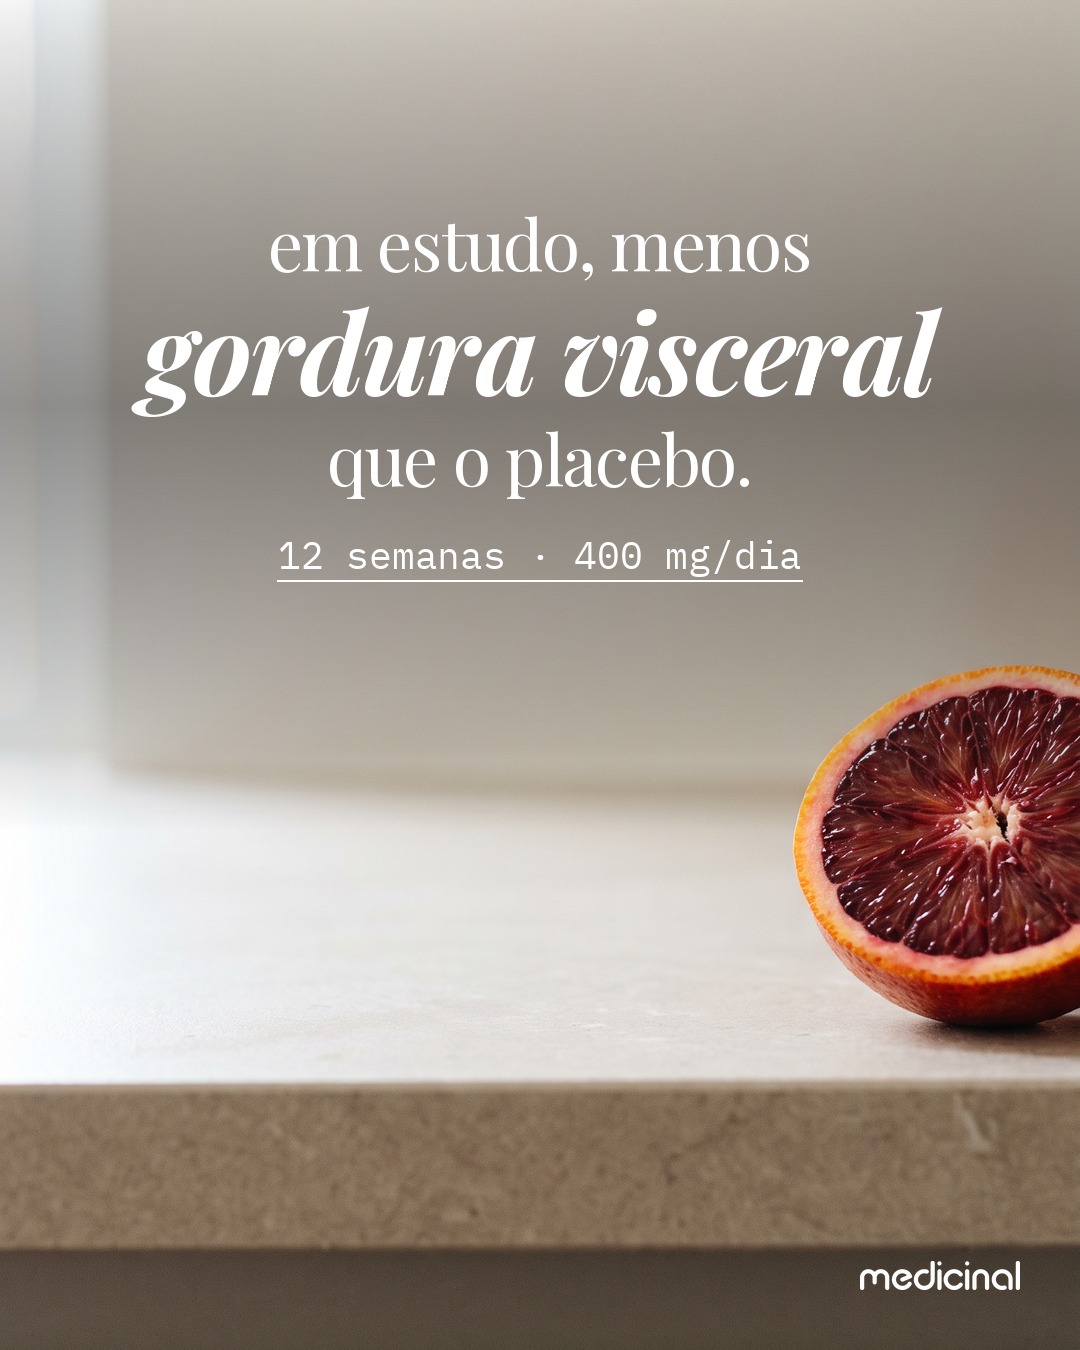 em estudo, menos
gordura visceral
que o placebo.
12 semanas · 400 mg/dia
medicinal